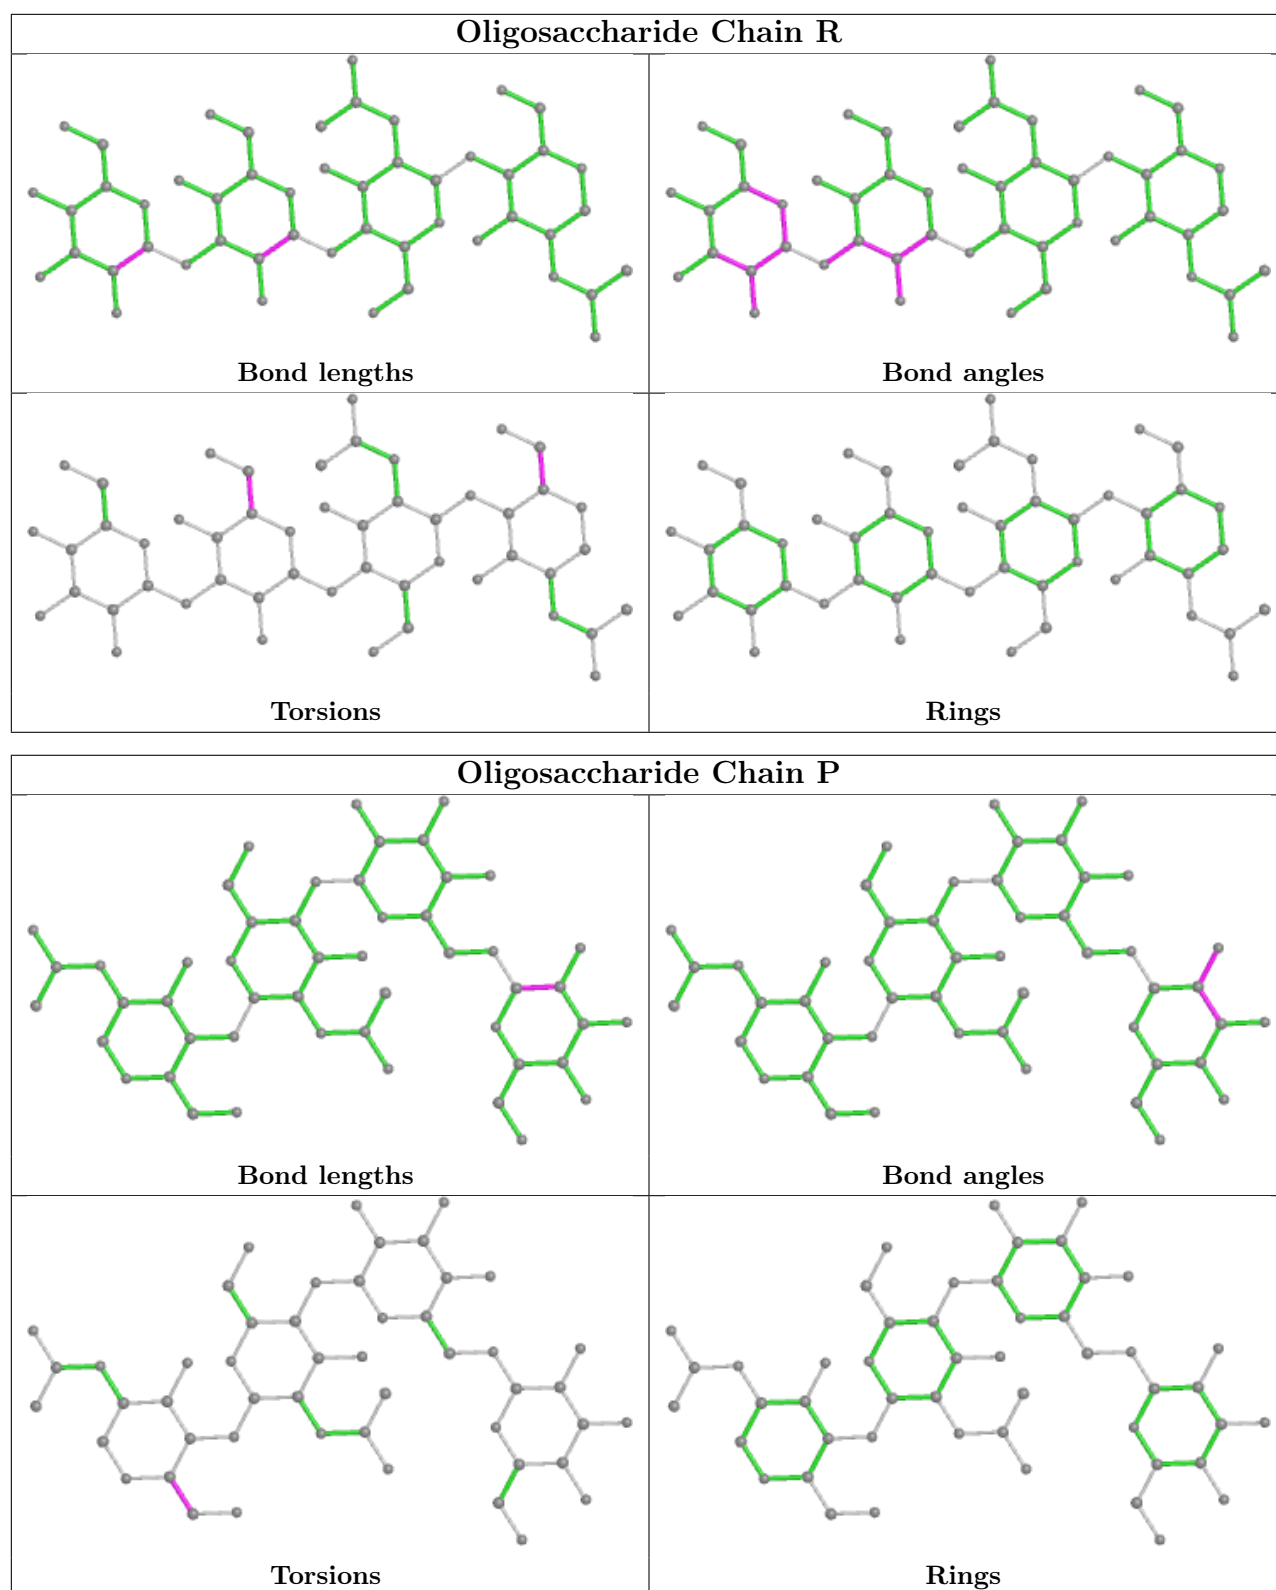 Oligosaccharide Chain R
Bond lengths
Bond angles
Torsions
Rings
Oligosaccharide Chain P
Bond lengths
Bond angles
Torsions
Rings